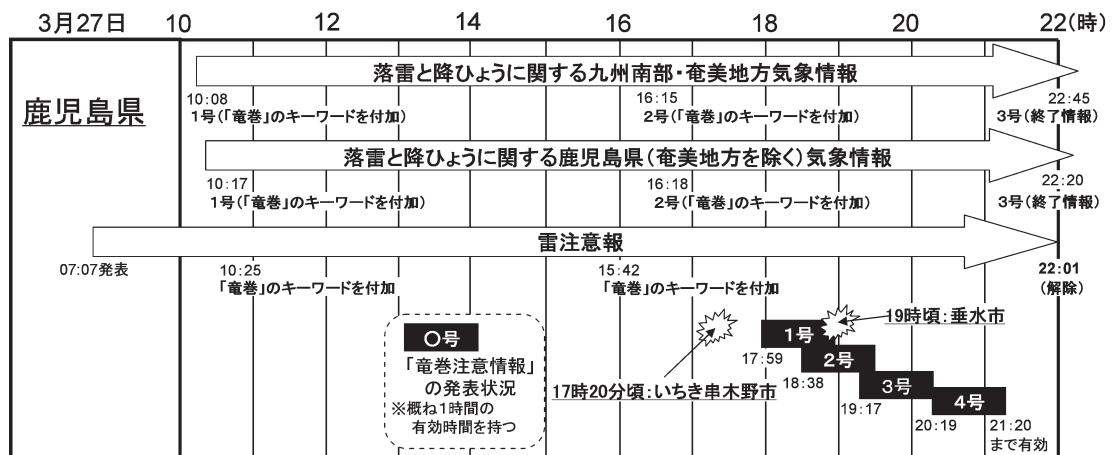 3月27日 10 12 14 16 18 20 22(時)
鹿児島県
落雷と降ひょうに関する九州南部・奄美地方気象情報
10:08 16:15 22:45
1号(「竜巻」のキーワードを付加) 2号(「竜巻」のキーワードを付加) 3号(終了情報)
落雷と降ひょうに関する鹿児島県(奄美地方を除く)気象情報
10:17 16:18 22:20
1号(「竜巻」のキーワードを付加) 2号(「竜巻」のキーワードを付加) 3号(終了情報)
雷注意報
07:07発表 10:25 15:42 22:01
「竜巻」のキーワードを付加 「竜巻」のキーワードを付加 (解除)
19時頃:垂水市
〇号 1号
「竜巻注意情報」 17:59 2号
の発表状況 18:38 3号
17時20分頃:いちき串木野市
※概ね1時間の 19:17 4号
有効時間を持つ 20:19 21:20
まで有効